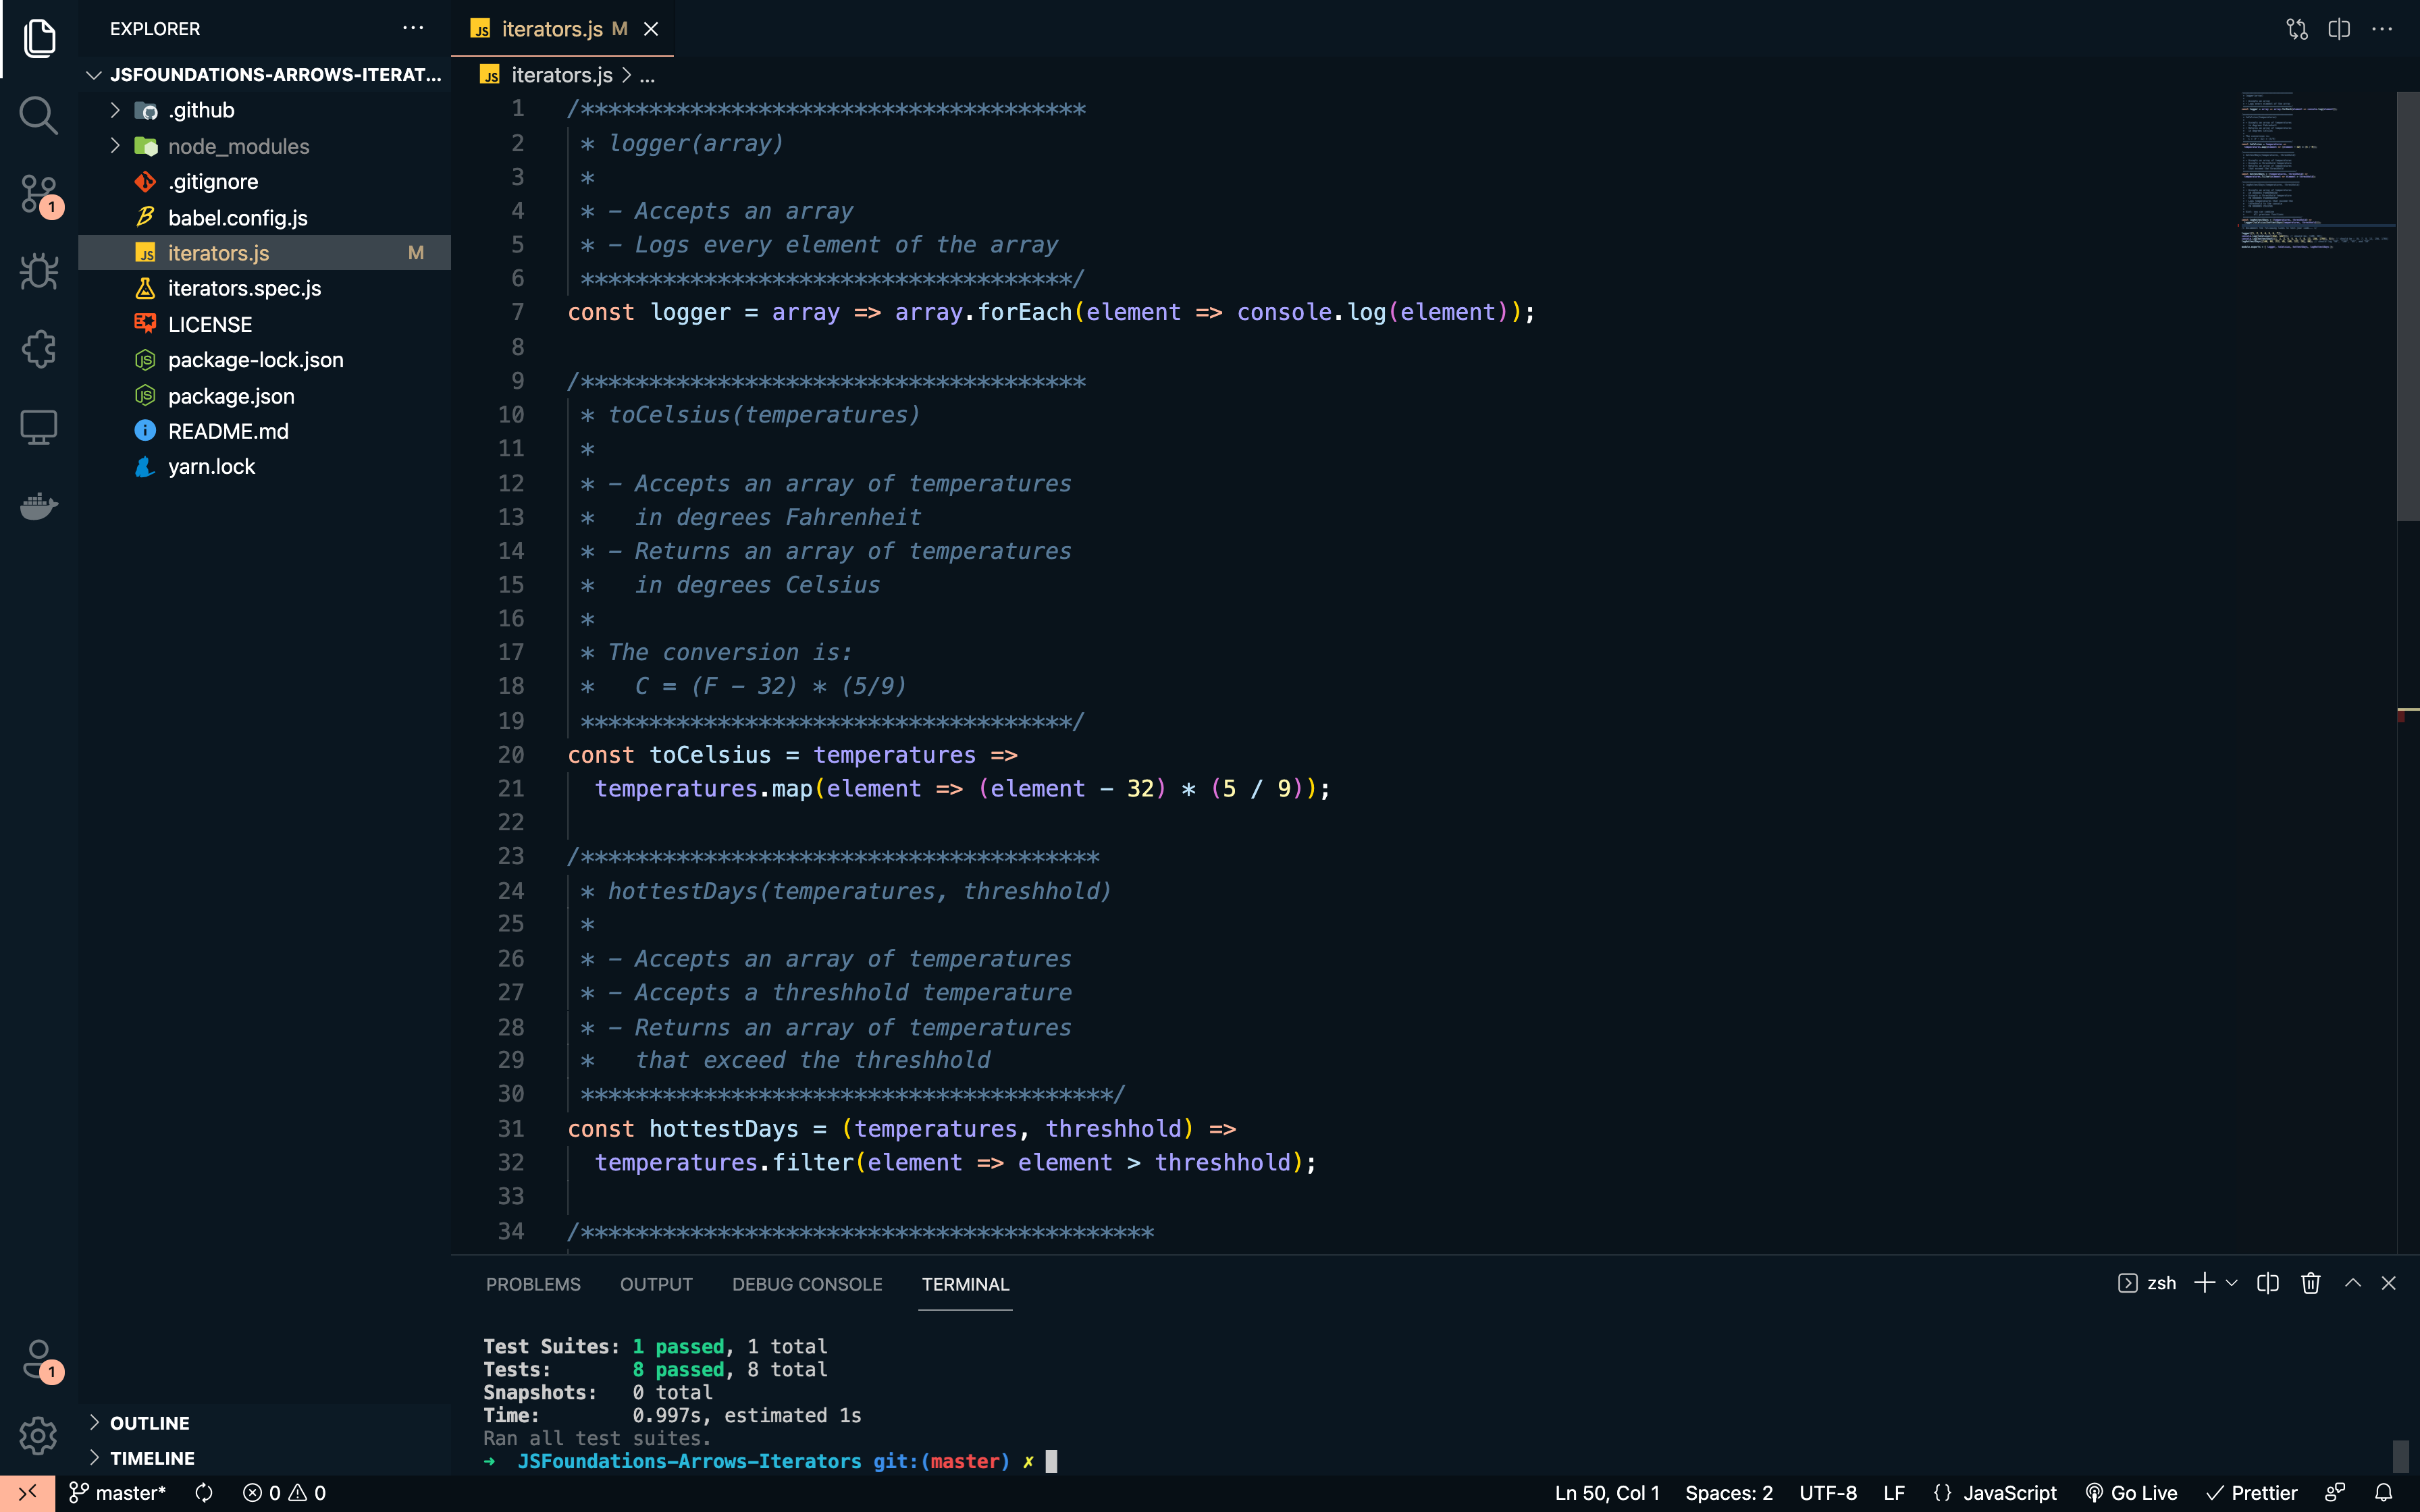 EXPLORER
JSFOUNDATIONS-ARROWS-ITERAT...
.github
node_modules
.gitignore
babel.config.js
iterators.js M
iterators.spec.js
LICENSE
package-lock.json
package.json
README.md
yarn.lock
OUTLINE
TIMELINE
1
1
JS iterators.js M
JS iterators.js > ...
1 /*************************************
2 * logger(array)
3 *
4 * - Accepts an array
5 * - Logs every element of the array
6 ************************************/
7 const logger = array => array.forEach(element => console.log(element));
8
9 /*************************************
10 * toCelsius(temperatures)
11 *
12 * - Accepts an array of temperatures
13 *   in degrees Fahrenheit
14 * - Returns an array of temperatures
15 *   in degrees Celsius
16 *
17 * The conversion is:
18 *   C = (F - 32) * (5/9)
19 ************************************/
20 const toCelsius = temperatures =>
21   temperatures.map(element => (element - 32) * (5 / 9));
22
23 /**************************************
24 * hottestDays(temperatures, threshhold)
25 *
26 * - Accepts an array of temperatures
27 * - Accepts a threshhold temperature
28 * - Returns an array of temperatures
29 *   that exceed the threshhold
30 ***************************************/
31 const hottestDays = (temperatures, threshhold) =>
32   temperatures.filter(element => element > threshhold);
33
34 /******************************************
PROBLEMS OUTPUT DEBUG CONSOLE TERMINAL zsh
Test Suites: 1 passed, 1 total
Tests:       8 passed, 8 total
Snapshots:   0 total
Time:        0.997s, estimated 1s
Ran all test suites.
➜  JSFoundations-Arrows-Iterators git:(master) ✗
master* 0 0 Ln 50, Col 1 Spaces: 2 UTF-8 LF {} JavaScript Go Live Prettier